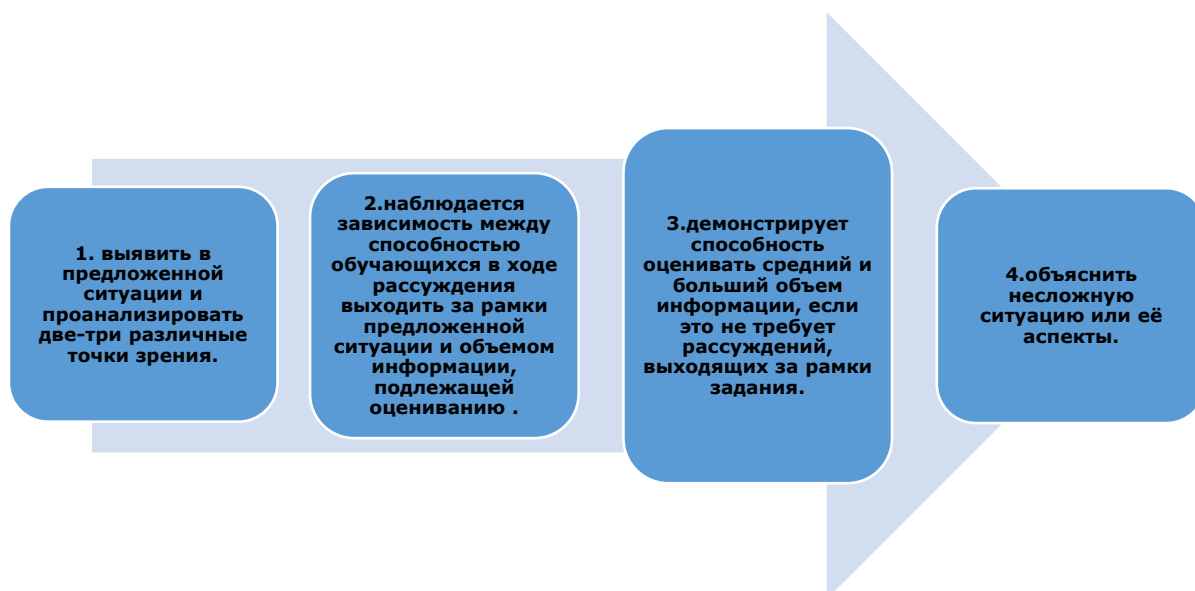 1. выявить в
предложенной
ситуации и
проанализировать
две-три различные
точки зрения.
2.наблюдается
зависимость между
способностью
обучающихся в ходе
рассуждения
выходить за рамки
предложенной
ситуации и объемом
информации,
подлежащей
оцениванию .
3.демонстрирует
способность
оценивать средний и
больший объем
информации, если
это не требует
рассуждений,
выходящих за рамки
задания.
4.объяснить
несложную
ситуацию или её
аспекты.